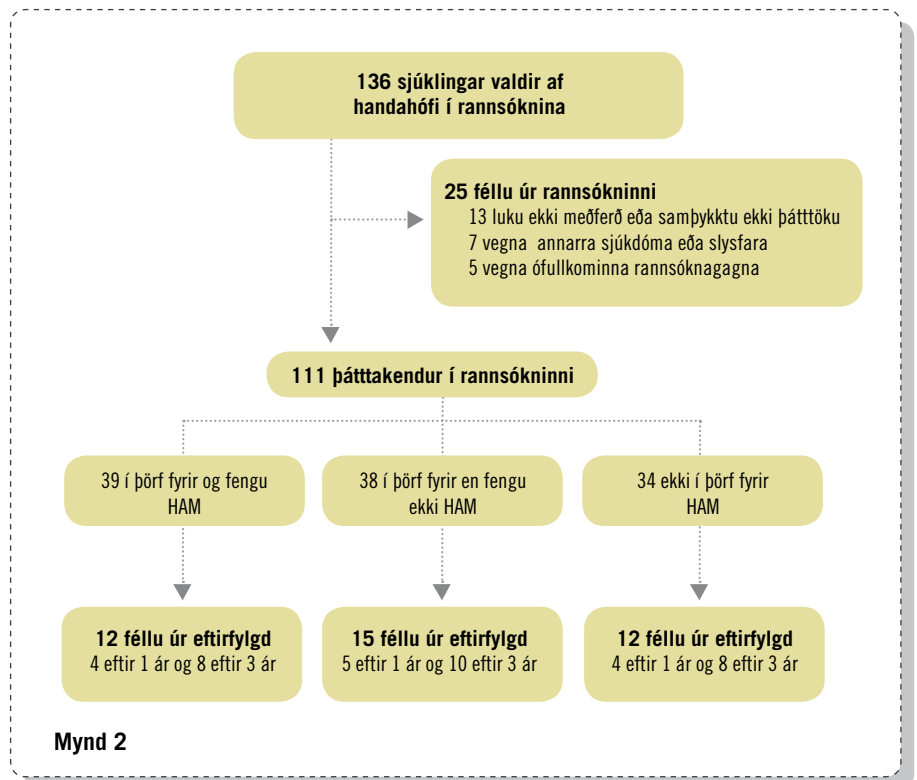 136 sjúklingar valdir af
handahófi í rannsóknina
25 féllu úr rannsókninni
13 luku ekki meðferð eða samþykktu ekki þátttöku
7 vegna annarra sjúkdóma eða slysfara
5 vegna ófullkominna rannsóknagagna
111 þátttakendur í rannsókninni
39 í þörf fyrir og fengu
HAM
38 í þörf fyrir en fengu
ekki HAM
34 ekki í þörf fyrir
HAM
12 féllu úr eftirfylgd
4 eftir 1 ár og 8 eftir 3 ár
15 féllu úr eftirfylgd
5 eftir 1 ár og 10 eftir 3 ár
12 féllu úr eftirfylgd
4 eftir 1 ár og 8 eftir 3 ár
Mynd 2